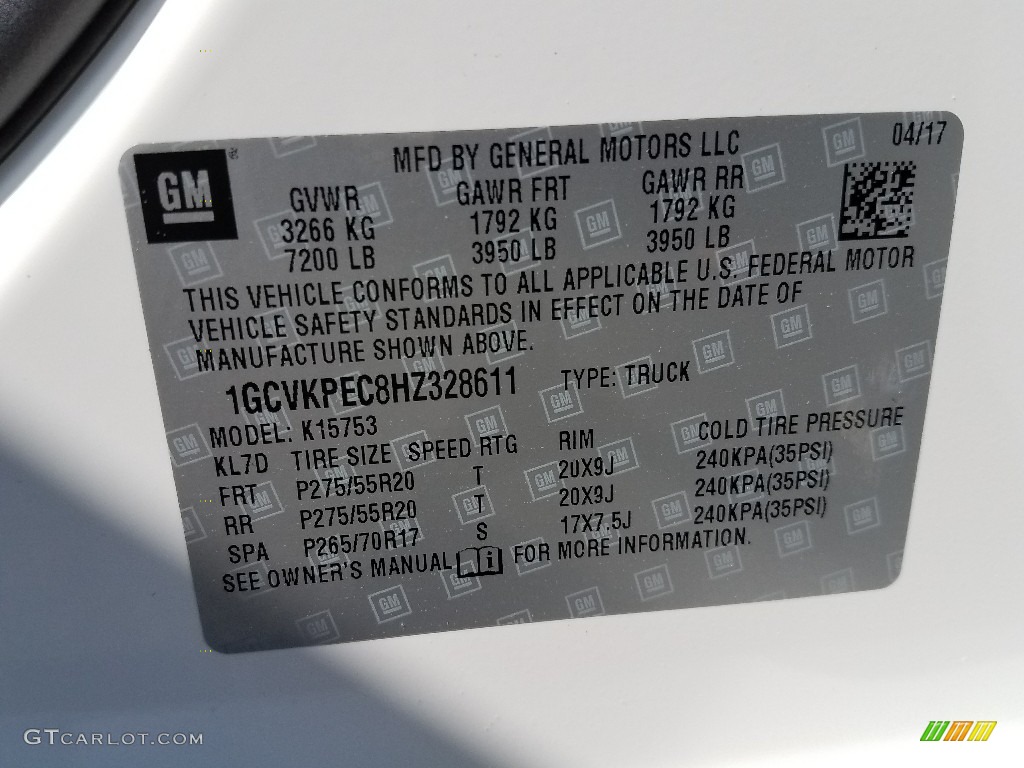 GM
MFD BY GENERAL MOTORS LLC 04/17
GVWR GAWR FRT GAWR RR
3266 KG 1792 KG 1792 KG
7200 LB 3950 LB 3950 LB
THIS VEHICLE CONFORMS TO ALL APPLICABLE U.S. FEDERAL MOTOR
VEHICLE SAFETY STANDARDS IN EFFECT ON THE DATE OF
MANUFACTURE SHOWN ABOVE.
1GCVKPEC8HZ328611 TYPE: TRUCK
MODEL: K15753
KL7D TIRE SIZE SPEED RTG RIM COLD TIRE PRESSURE
FRT P275/55R20 T 20X9J 240KPA(35PSI)
RR P275/55R20 T 20X9J 240KPA(35PSI)
SPA P265/70R17 S 17X7.5J 240KPA(35PSI)
SEE OWNER'S MANUAL i FOR MORE INFORMATION.
GTCARLOT.COM